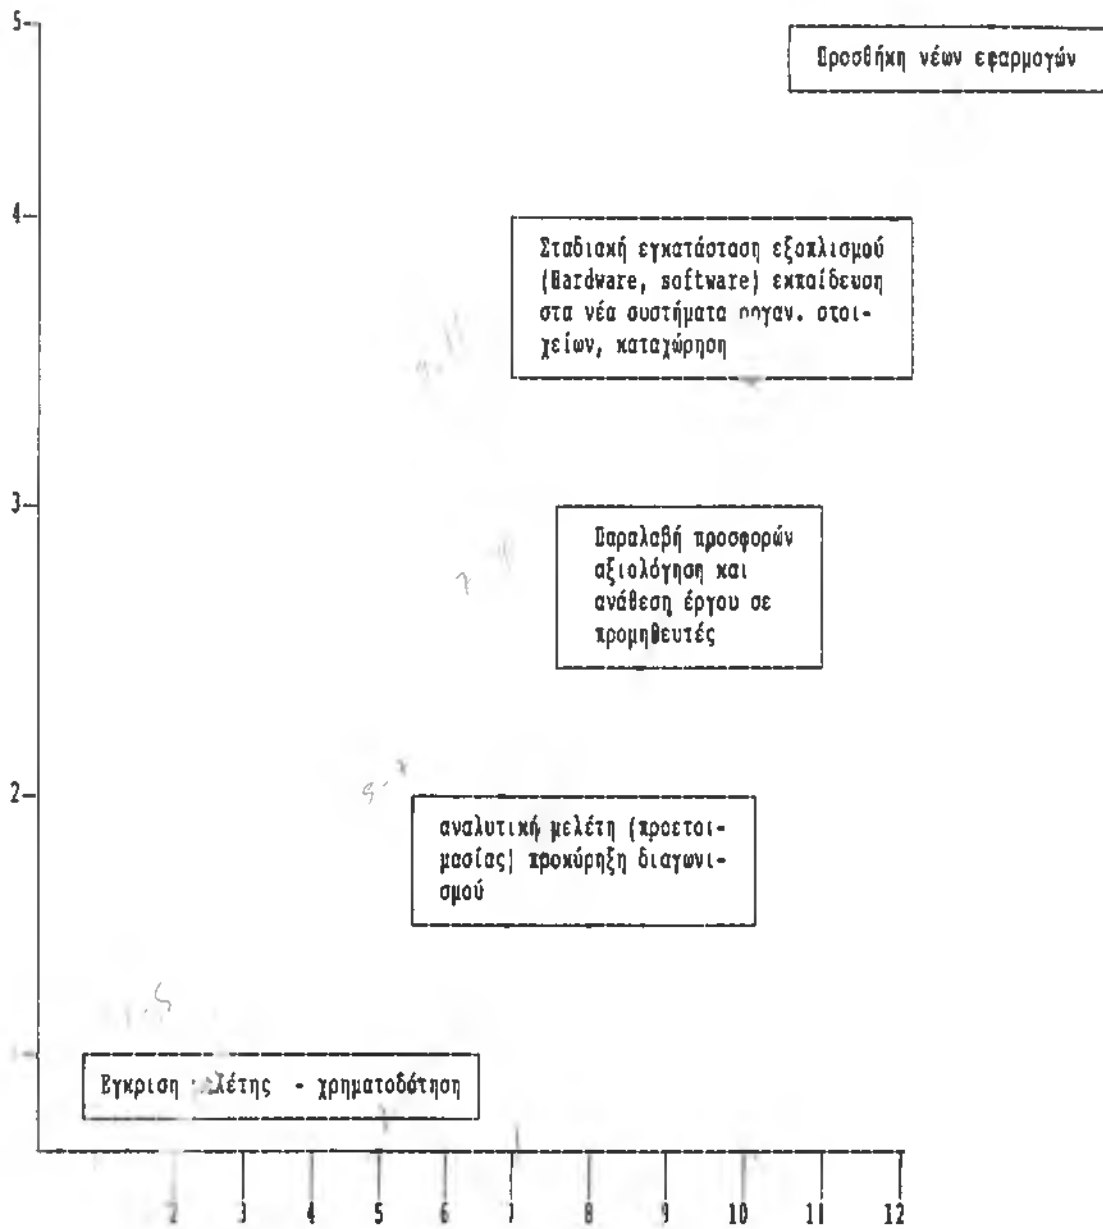 5
Προσθήκη νέων εφαρμογών
4
Σταδιακή εγκατάσταση εξοπλισμού
(Hardware, software) εκπαίδευση
στα νέα συστήματα οργαν. στοι-
χείων, καταχώρηση
3
Παραλαβή προσφορών
αξιολόγηση και
ανάθεση έργου σε
προμηθευτές
2
αναλυτική μελέτη (προετοι-
μασίας) προκύρηξη διαγωνι-
σμού
1
Εγκριση μελέτης - χρηματοδότηση
2 3 4 5 6 7 8 9 10 11 12